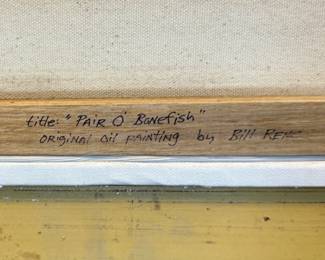 title: "PAIR O' Bonefish"
ORIGINAL OIL PAINTING by Bill